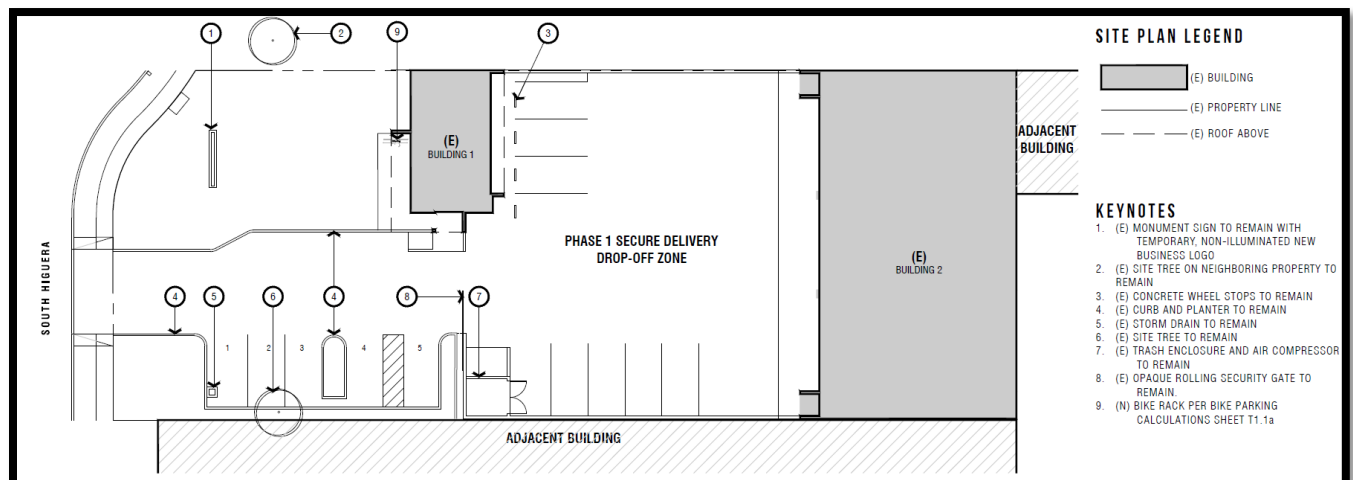 1
2
9
3
SITE PLAN LEGEND
(E) BUILDING
(E) PROPERTY LINE
(E) ROOF ABOVE
(E)
BUILDING 1
ADJACENT
BUILDING
KEYNOTES
1. (E) MONUMENT SIGN TO REMAIN WITH
TEMPORARY, NON-ILLUMINATED NEW
BUSINESS LOGO
2. (E) SITE TREE ON NEIGHBORING PROPERTY TO
REMAIN
3. (E) CONCRETE WHEEL STOPS TO REMAIN
4. (E) CURB AND PLANTER TO REMAIN
5. (E) STORM DRAIN TO REMAIN
6. (E) SITE TREE TO REMAIN
7. (E) TRASH ENCLOSURE AND AIR COMPRESSOR
TO REMAIN
8. (E) OPAQUE ROLLING SECURITY GATE TO
REMAIN.
9. (N) BIKE RACK PER BIKE PARKING
CALCULATIONS SHEET T1.1a
PHASE 1 SECURE DELIVERY
DROP-OFF ZONE
(E)
BUILDING 2
SOUTH HIGUERA
4
5
6
4
8
7
1
2
3
4
5
ADJACENT BUILDING